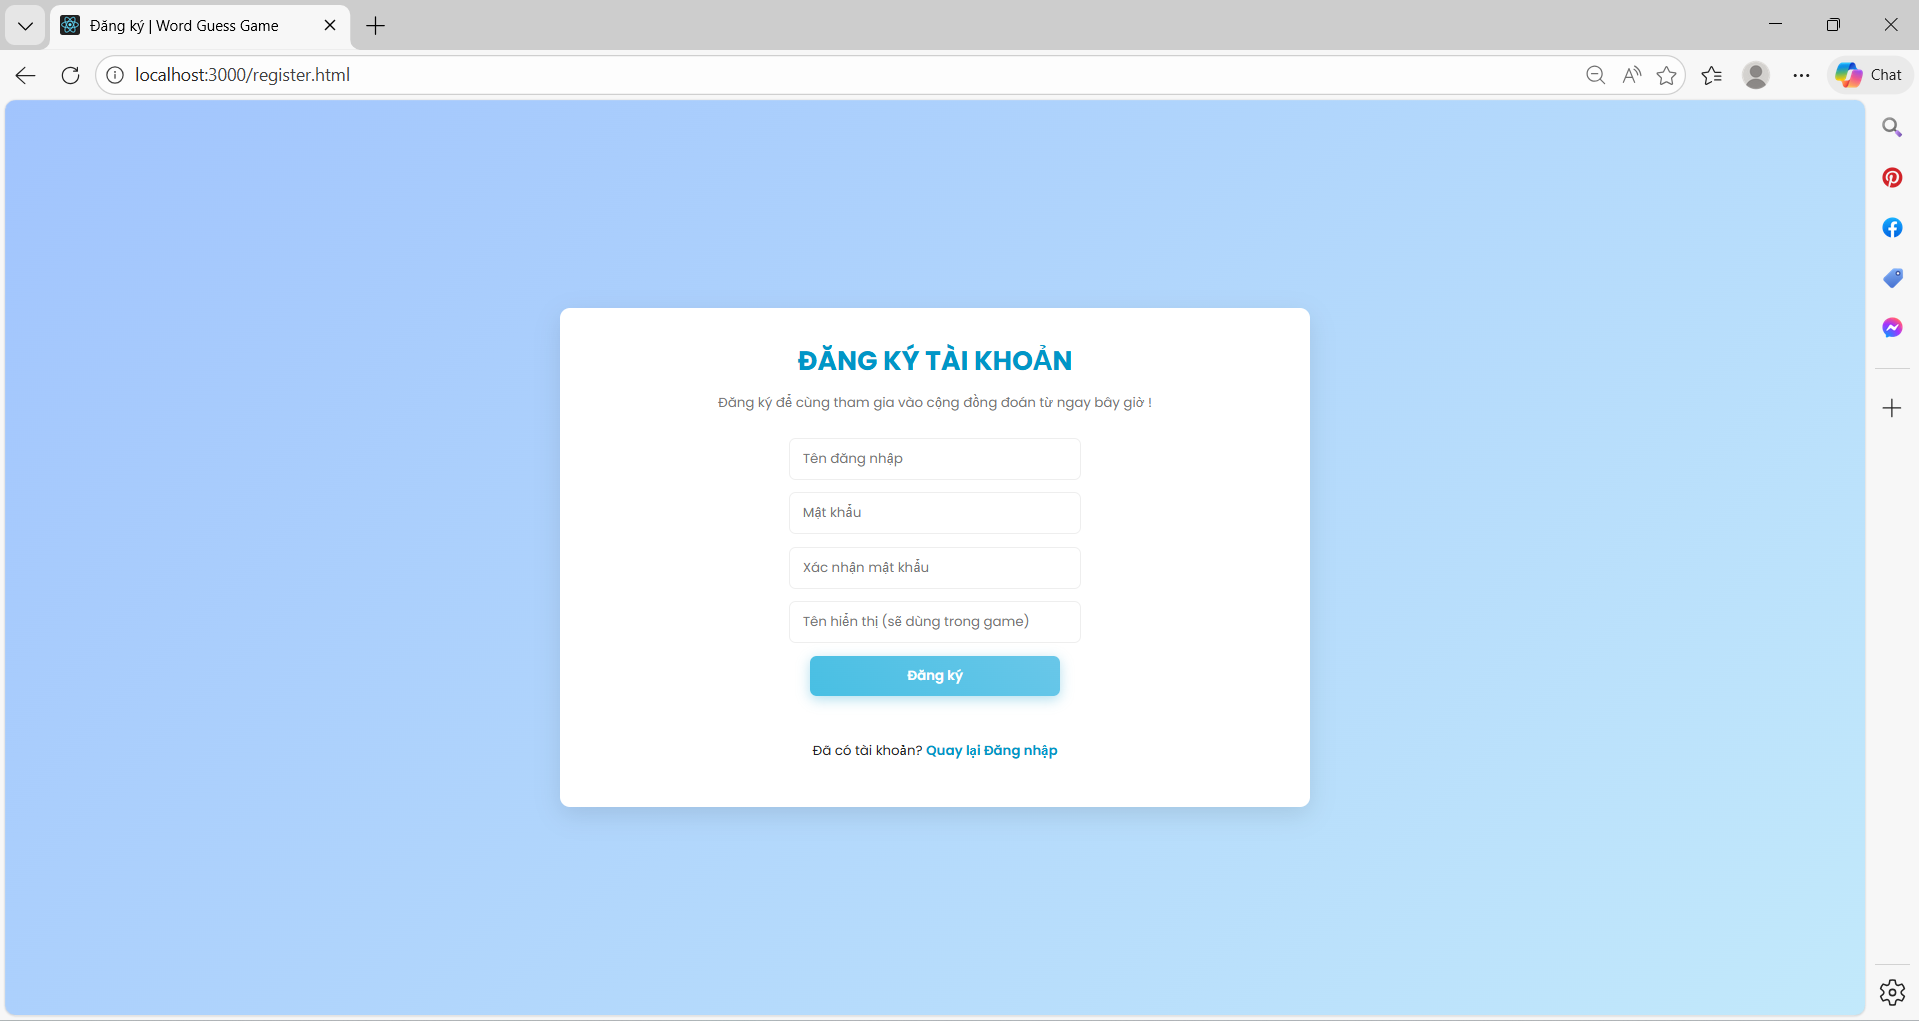 Đăng ký | Word Guess Game
localhost:3000/register.html
Chat
ĐĂNG KÝ TÀI KHOẢN
Đăng ký để cùng tham gia vào cộng đồng đoán từ ngay bây giờ !
Tên đăng nhập
Mật khẩu
Xác nhận mật khẩu
Tên hiển thị (sẽ dùng trong game)
Đăng ký
Đã có tài khoản? Quay lại Đăng nhập